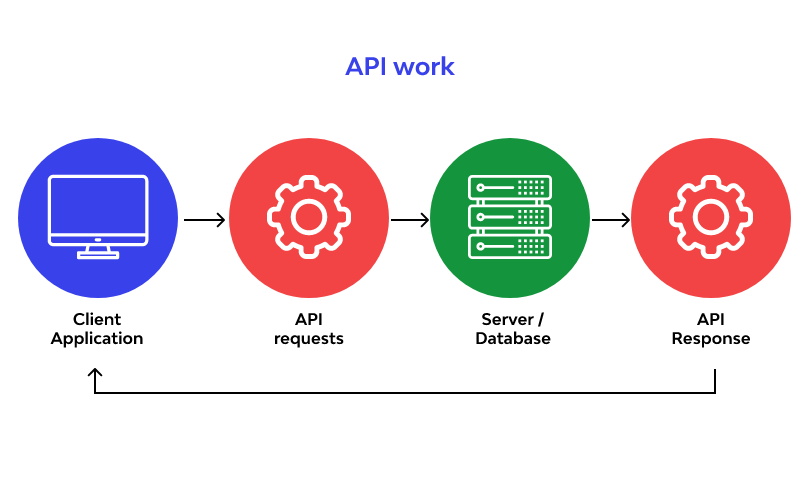 API work
Client
Application
API
requests
Server /
Database
API
Response